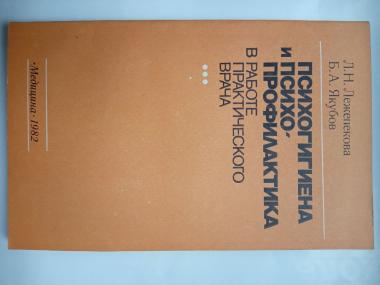 Л.Н. Лежепекова
Б.А. Якубов
ПСИХОГИГИЕНА
И ПСИХО-
ПРОФИЛАКТИКА
В РАБОТЕ
ПРАКТИЧЕСКОГО
ВРАЧА
•Медицина•1982